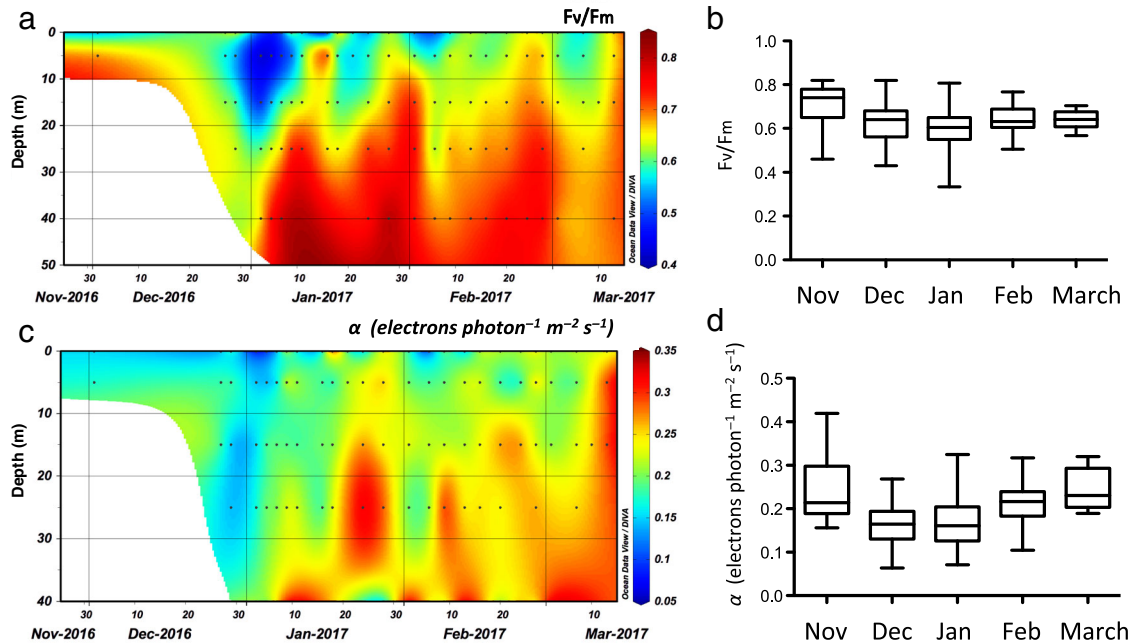 a
Fv/Fm
Depth (m)
0
10
20
30
40
50
30
10
20
30
10
20
30
10
20
10
Nov-2016
Dec-2016
Jan-2017
Feb-2017
Mar-2017
Ocean Data View / DIVA
0.8
0.7
0.6
0.5
0.4
b
Fv/Fm
1.0
0.8
0.6
0.4
0.2
0.0
Nov
Dec
Jan
Feb
March
c
α (electrons photon⁻¹ m⁻² s⁻¹)
Depth (m)
0
10
20
30
40
30
10
20
30
10
20
30
10
20
10
Nov-2016
Dec-2016
Jan-2017
Feb-2017
Mar-2017
Ocean Data View / DIVA
0.35
0.3
0.25
0.2
0.15
0.1
0.05
d
α (electrons photon⁻¹ m⁻² s⁻¹)
0.5
0.3
0.2
0.1
0.0
Nov
Dec
Jan
Feb
March